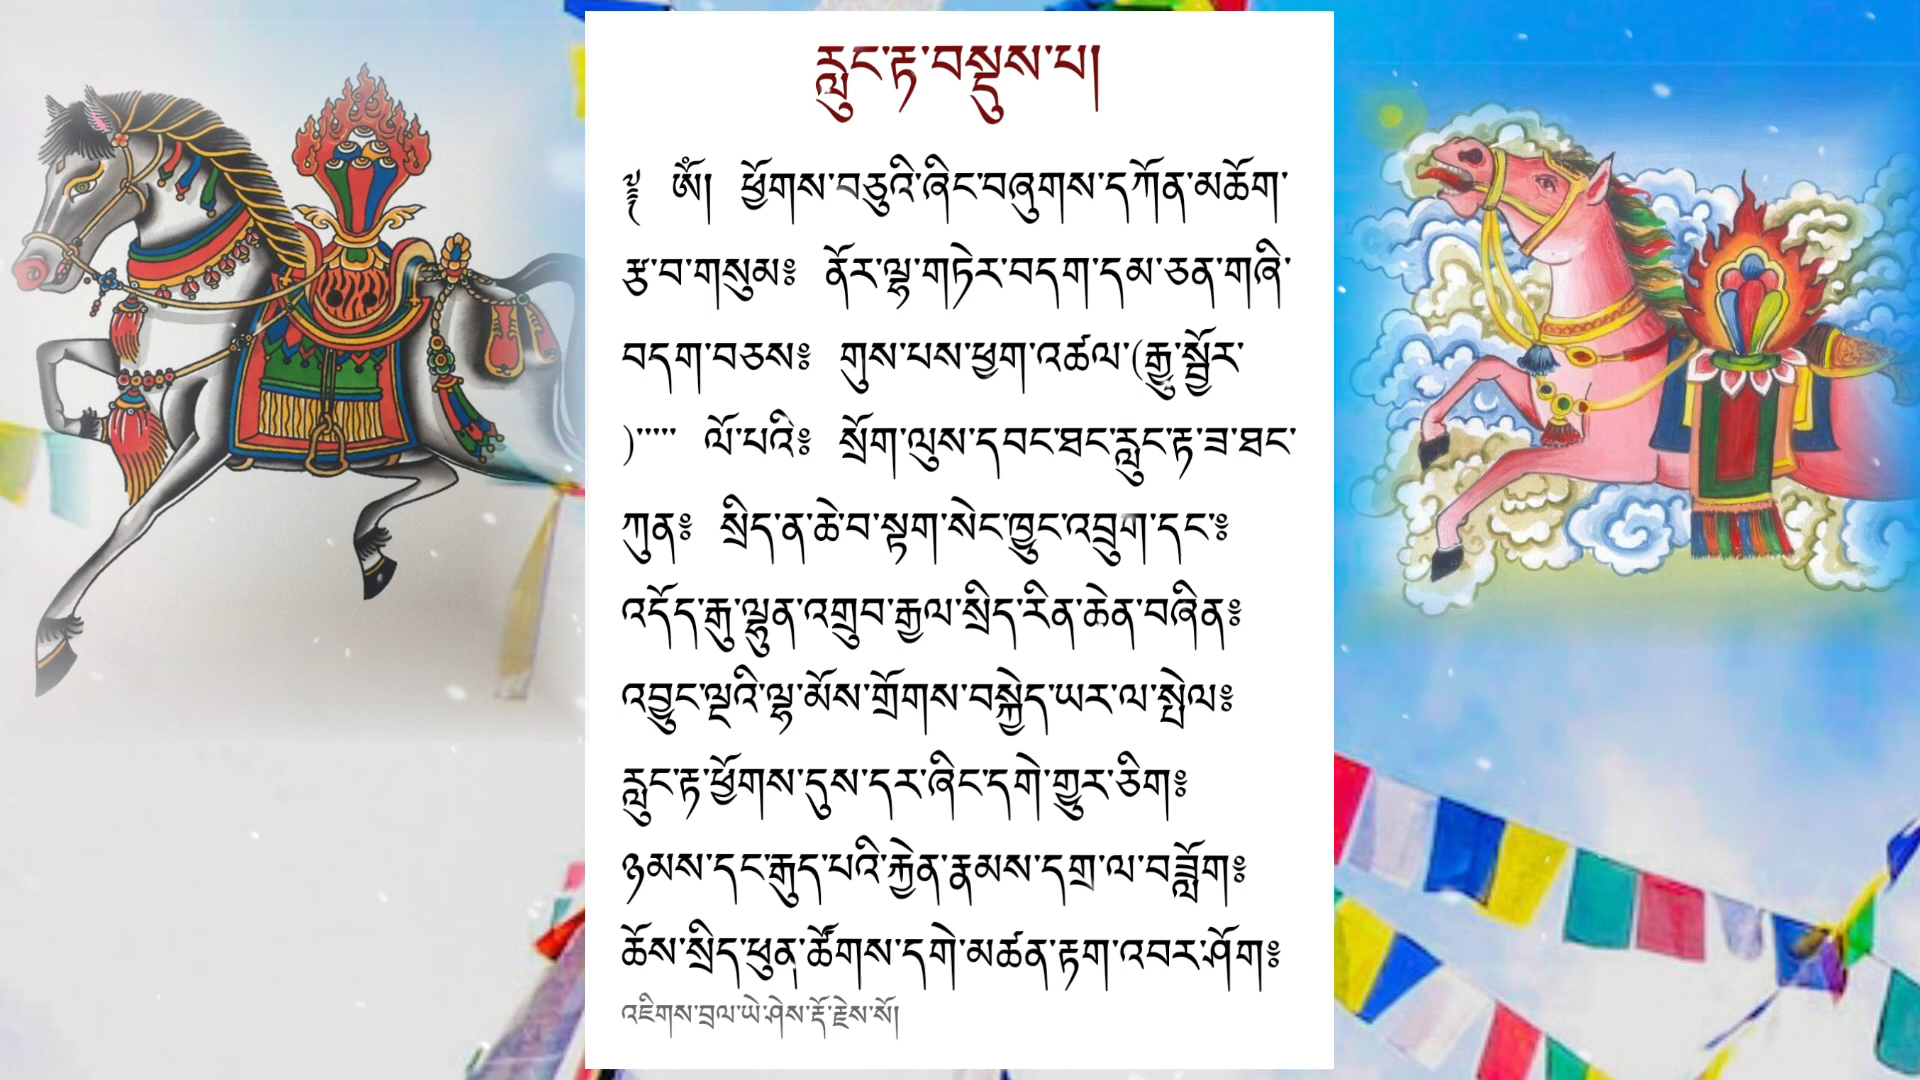 རླུང་རྟ་བསྡུས་པ།
༔ ཨོཾ། ཕྱོགས་བཅུའི་ཞིང་བཞུགས་དཀོན་མཆོག་
རྩ་བ་གསུམ༔ ནོར་ལྷ་གཏེར་བདག་དམ་ཅན་གཞི་
བདག་བཅས༔ གུས་པས་ཕྱག་འཚལ་(རྒྱུ་སྦྱོར་
)་་་་་ ལོ་པའི༔ སྲོག་ལུས་དབང་ཐང་རླུང་རྟ་ཟ་ཐང་
ཀུན༔ སྲིད་ན་ཆེ་བ་སྟག་སེང་ཁྱུང་འབྲུག་དང་༔
འདོད་རྒུ་ལྷུན་འགྲུབ་རྒྱལ་སྲིད་རིན་ཆེན་བཞིན༔
འབྱུང་ལྔའི་ལྷ་མོས་གྲོགས་བསྐྱེད་ཡར་ལ་སྤེལ༔
རླུང་རྟ་ཕྱོགས་དུས་དར་ཞིང་དགེ་གྱུར་ཅིག༔
ཉམས་དང་རྒུད་པའི་རྐྱེན་རྣམས་དགྲ་ལ་བཟློག༔
ཆོས་སྲིད་ཕུན་ཚོགས་དགེ་མཚན་རྟག་འབར་ཤོག༔
འཇིགས་བྲལ་ཡེ་ཤེས་རྡོ་རྗེས་སོ།